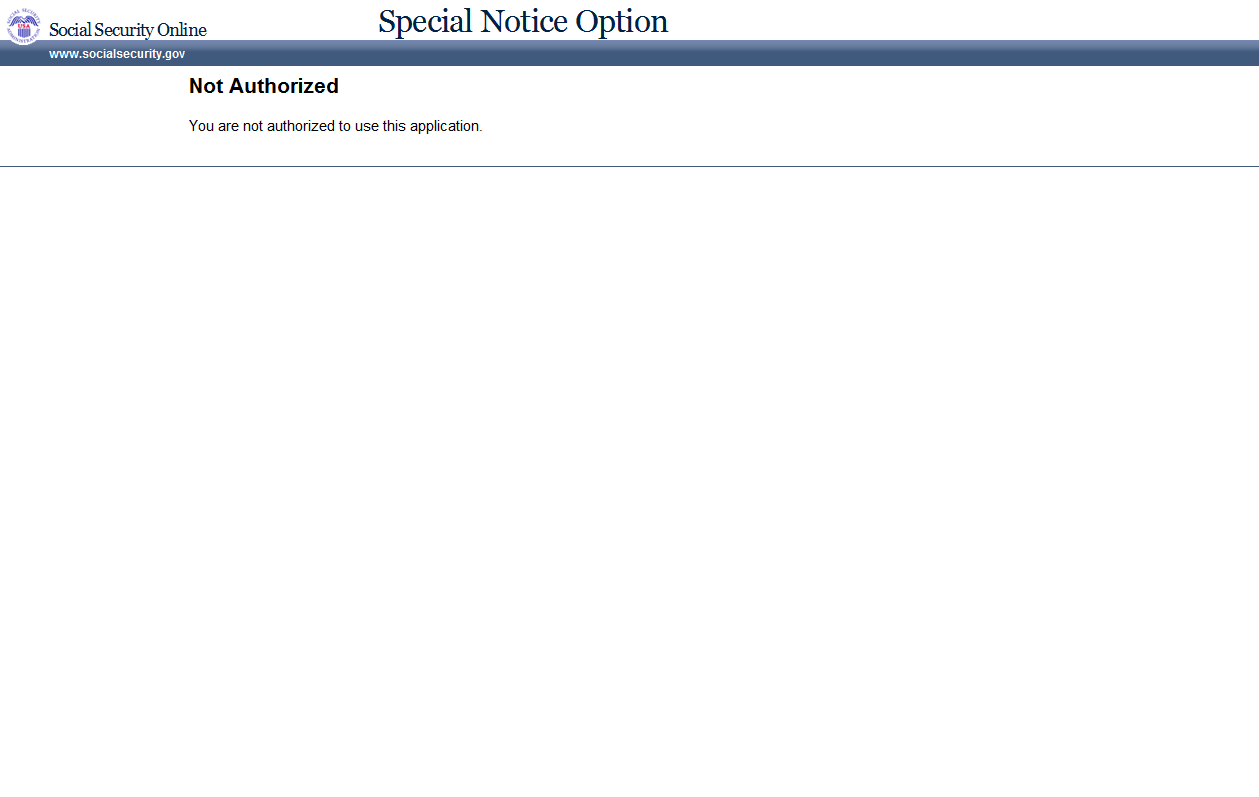 Special Notice Option
Social Security Online
www.socialsecurity.gov
Not Authorized
You are not authorized to use this application.